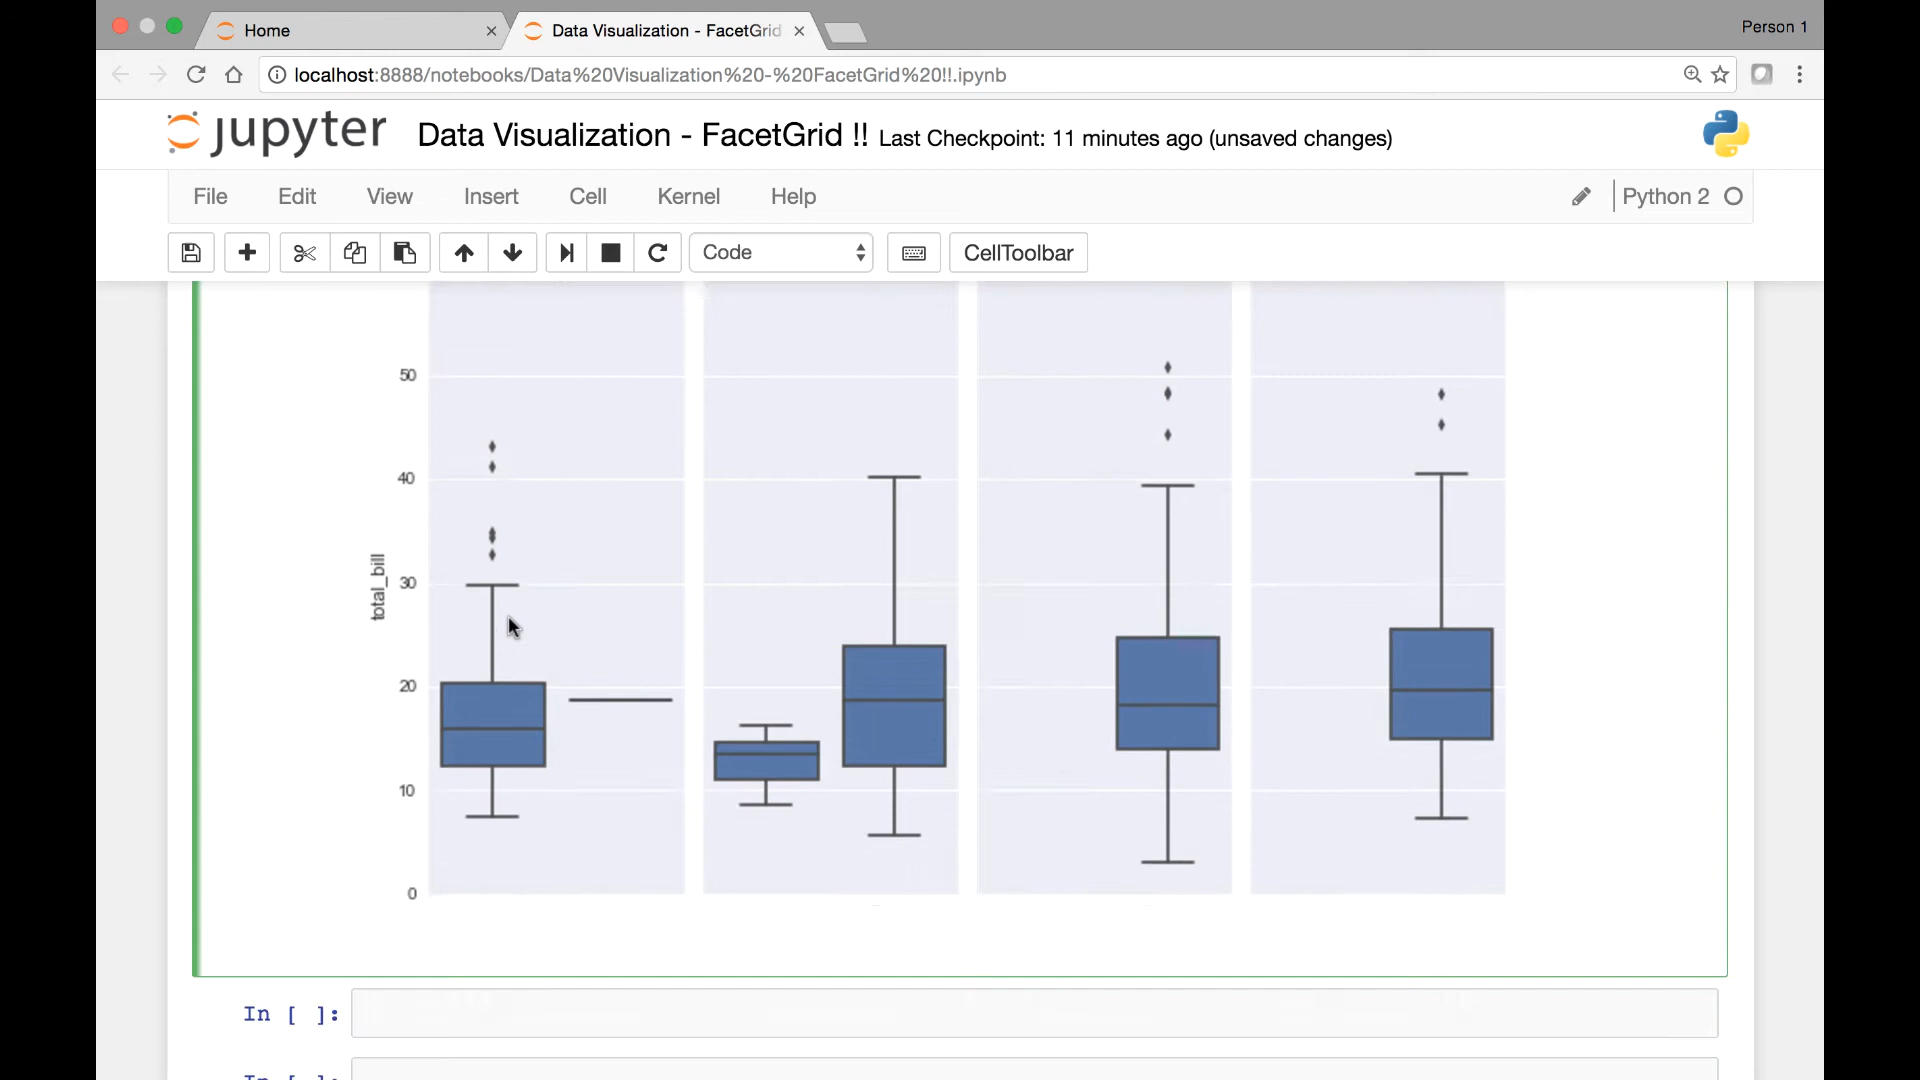 Home
Data Visualization - FacetGrid
Person 1
localhost:8888/notebooks/Data%20Visualization%20-%20FacetGrid%20!!.ipynb
jupyter Data Visualization - FacetGrid !! Last Checkpoint: 11 minutes ago (unsaved changes)
File Edit View Insert Cell Kernel Help Python 2
Code CellToolbar
50
40
30
20
10
0
total_bill
In [ ]:
In [ ]: